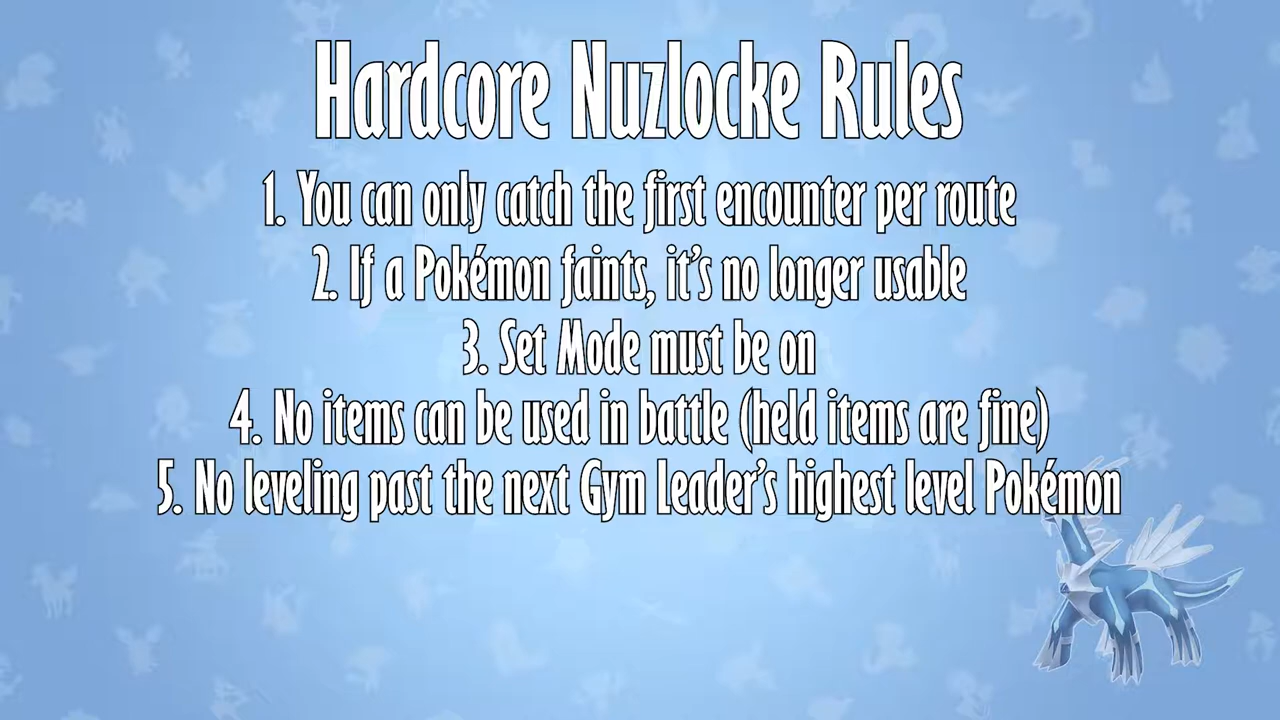 Hardcore Nuzlocke Rules
1. You can only catch the first encounter per route
2. If a Pokémon faints, it's no longer usable
3. Set Mode must be on
4. No items can be used in battle (held items are fine)
5. No leveling past the next Gym Leader's highest level Pokémon